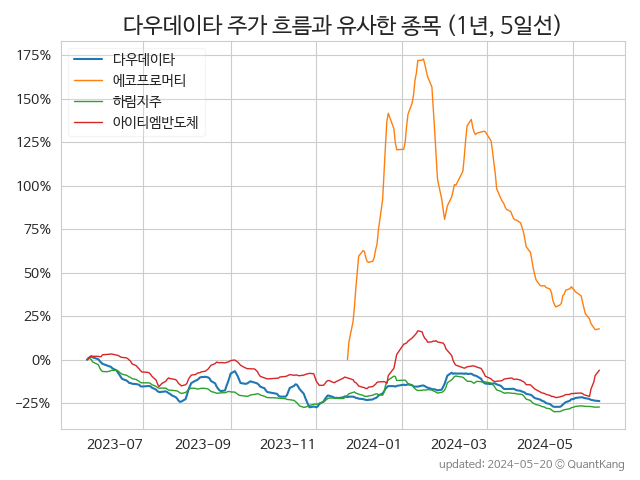 다우데이타 주가 흐름과 유사한 종목 (1년, 5일선)
다우데이타
에코프로머티
하림지주
아이티엠반도체
175%
150%
125%
100%
75%
50%
25%
0%
−25%
2023-07 2023-09 2023-11 2024-01 2024-03 2024-05
updated: 2024-05-20 © QuantKang